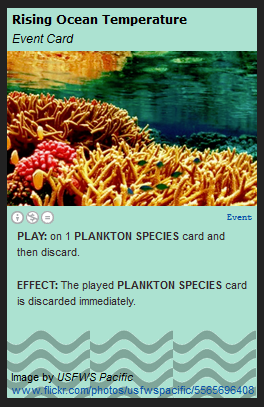 Rising Ocean Temperature
Event Card
Event
PLAY: on 1 PLANKTON SPECIES card and
then discard.
EFFECT: The played PLANKTON SPECIES card
is discarded immediately.
Image by USFWS Pacific
www.flickr.com/photos/usfwspacific/5565696408